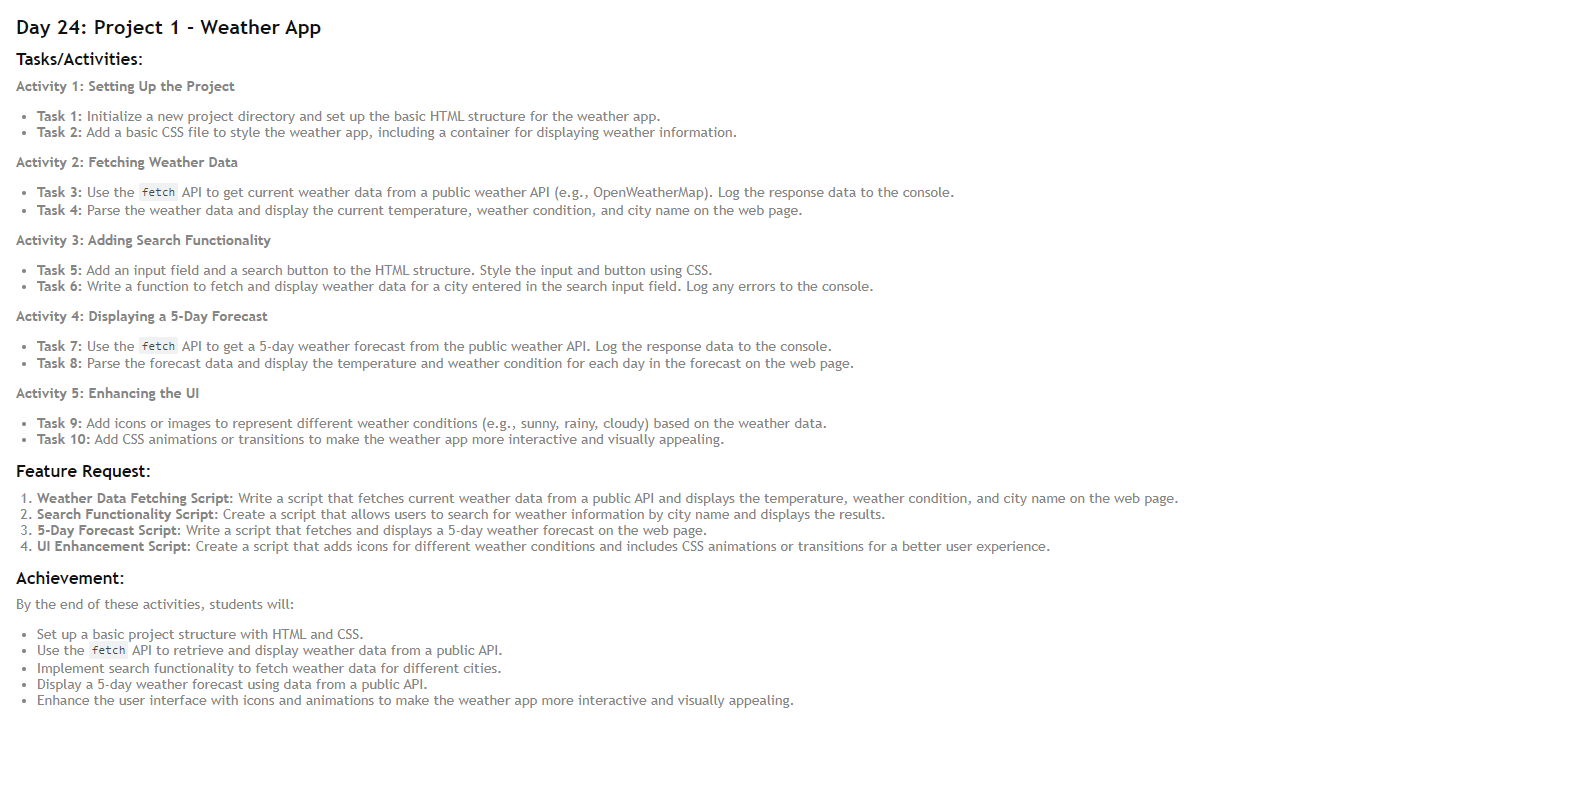 Day 24: Project 1 - Weather App
Tasks/Activities:
Activity 1: Setting Up the Project
• Task 1: Initialize a new project directory and set up the basic HTML structure for the weather app.
• Task 2: Add a basic CSS file to style the weather app, including a container for displaying weather information.
Activity 2: Fetching Weather Data
• Task 3: Use the fetch API to get current weather data from a public weather API (e.g., OpenWeatherMap). Log the response data to the console.
• Task 4: Parse the weather data and display the current temperature, weather condition, and city name on the web page.
Activity 3: Adding Search Functionality
• Task 5: Add an input field and a search button to the HTML structure. Style the input and button using CSS.
• Task 6: Write a function to fetch and display weather data for a city entered in the search input field. Log any errors to the console.
Activity 4: Displaying a 5-Day Forecast
• Task 7: Use the fetch API to get a 5-day weather forecast from the public weather API. Log the response data to the console.
• Task 8: Parse the forecast data and display the temperature and weather condition for each day in the forecast on the web page.
Activity 5: Enhancing the UI
• Task 9: Add icons or images to represent different weather conditions (e.g., sunny, rainy, cloudy) based on the weather data.
• Task 10: Add CSS animations or transitions to make the weather app more interactive and visually appealing.
Feature Request:
1. Weather Data Fetching Script: Write a script that fetches current weather data from a public API and displays the temperature, weather condition, and city name on the web page.
2. Search Functionality Script: Create a script that allows users to search for weather information by city name and displays the results.
3. 5-Day Forecast Script: Write a script that fetches and displays a 5-day weather forecast on the web page.
4. UI Enhancement Script: Create a script that adds icons for different weather conditions and includes CSS animations or transitions for a better user experience.
Achievement:
By the end of these activities, students will:
• Set up a basic project structure with HTML and CSS.
• Use the fetch API to retrieve and display weather data from a public API.
• Implement search functionality to fetch weather data for different cities.
• Display a 5-day weather forecast using data from a public API.
• Enhance the user interface with icons and animations to make the weather app more interactive and visually appealing.